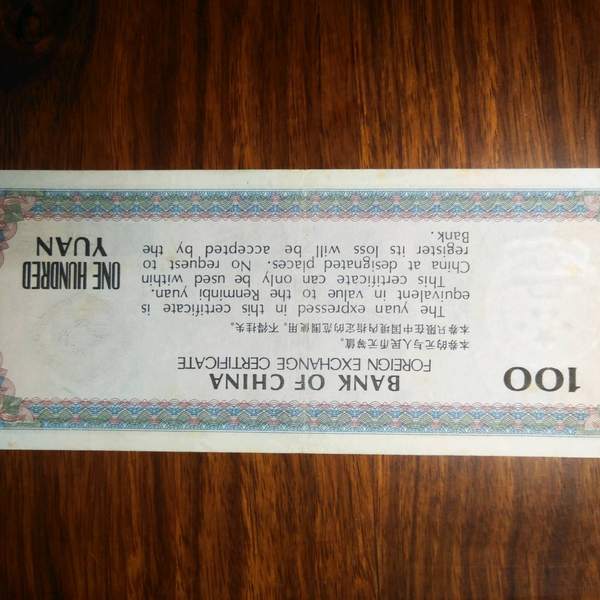 BANK OF CHINA
FOREIGN EXCHANGE CERTIFICATE
100
本券的元与人民币元等值。
本券只限在中国境内指定的范围使用。不得挂失。
The yuan expressed in this certificate is
equivalent in value to the Renminbi yuan.
This certificate can only be used within
China at designated places. No request to
register its loss will be accepted by the
Bank.
ONE HUNDRED
YUAN